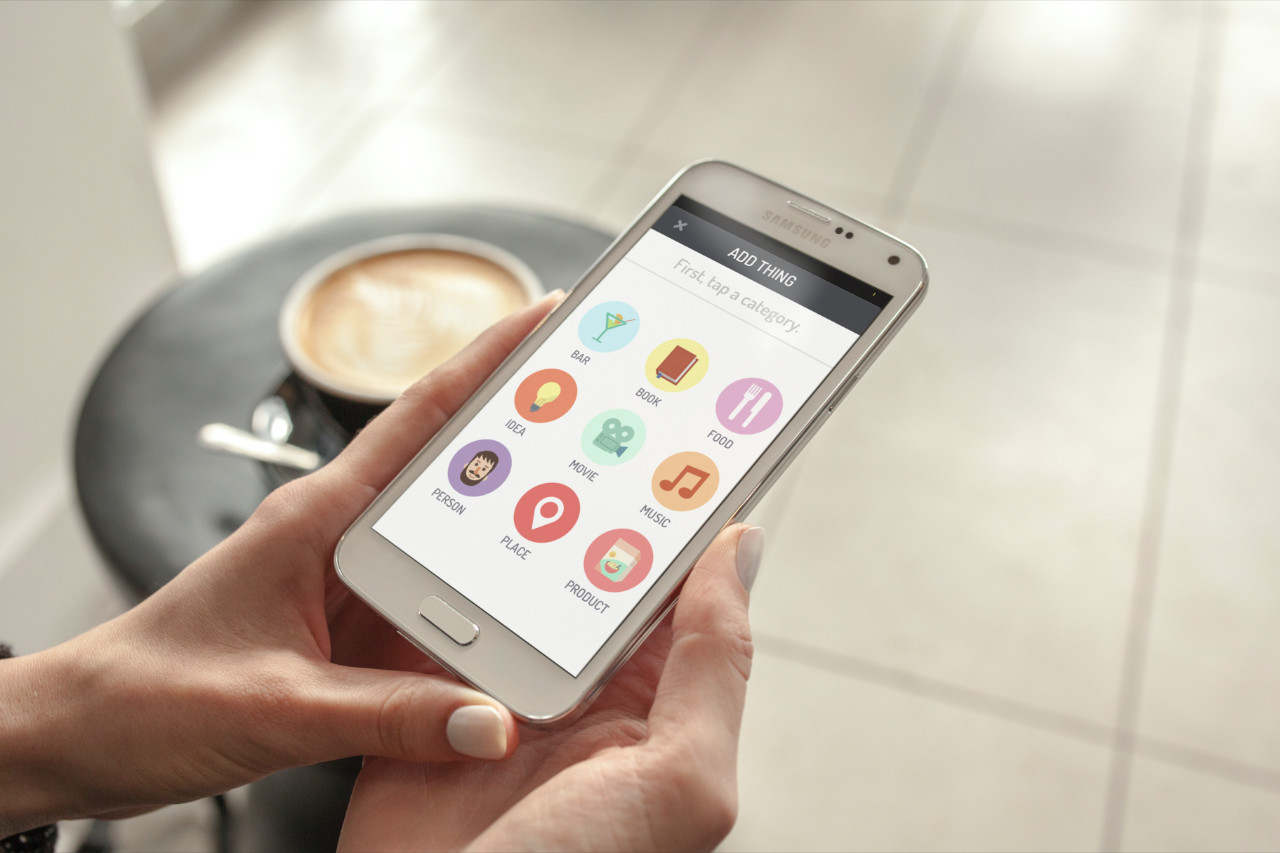 SAMSUNG
ADD THING
First, tap a category.
BAR
BOOK
FOOD
IDEA
MOVIE
MUSIC
PERSON
PLACE
PRODUCT